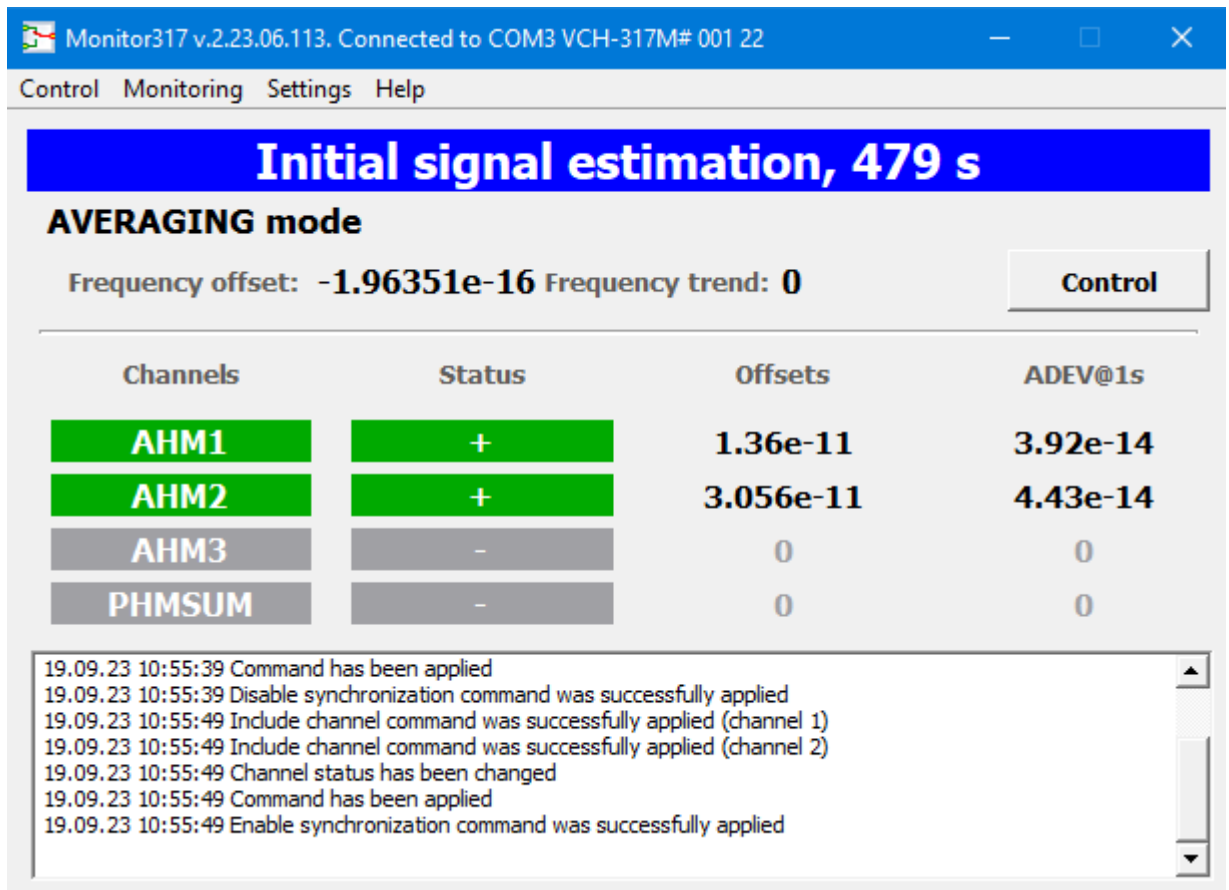 Monitor317 v.2.23.06.113. Connected to COM3 VCH-317M# 001 22
Control Monitoring Settings Help
Initial signal estimation, 479 s
AVERAGING mode
Frequency offset: -1.96351e-16 Frequency trend: 0 Control
Channels Status Offsets ADEV@1s
AHM1 + 1.36e-11 3.92e-14
AHM2 + 3.056e-11 4.43e-14
AHM3 - 0 0
PHMSUM - 0 0
19.09.23 10:55:39 Command has been applied
19.09.23 10:55:39 Disable synchronization command was successfully applied
19.09.23 10:55:49 Include channel command was successfully applied (channel 1)
19.09.23 10:55:49 Include channel command was successfully applied (channel 2)
19.09.23 10:55:49 Channel status has been changed
19.09.23 10:55:49 Command has been applied
19.09.23 10:55:49 Enable synchronization command was successfully applied